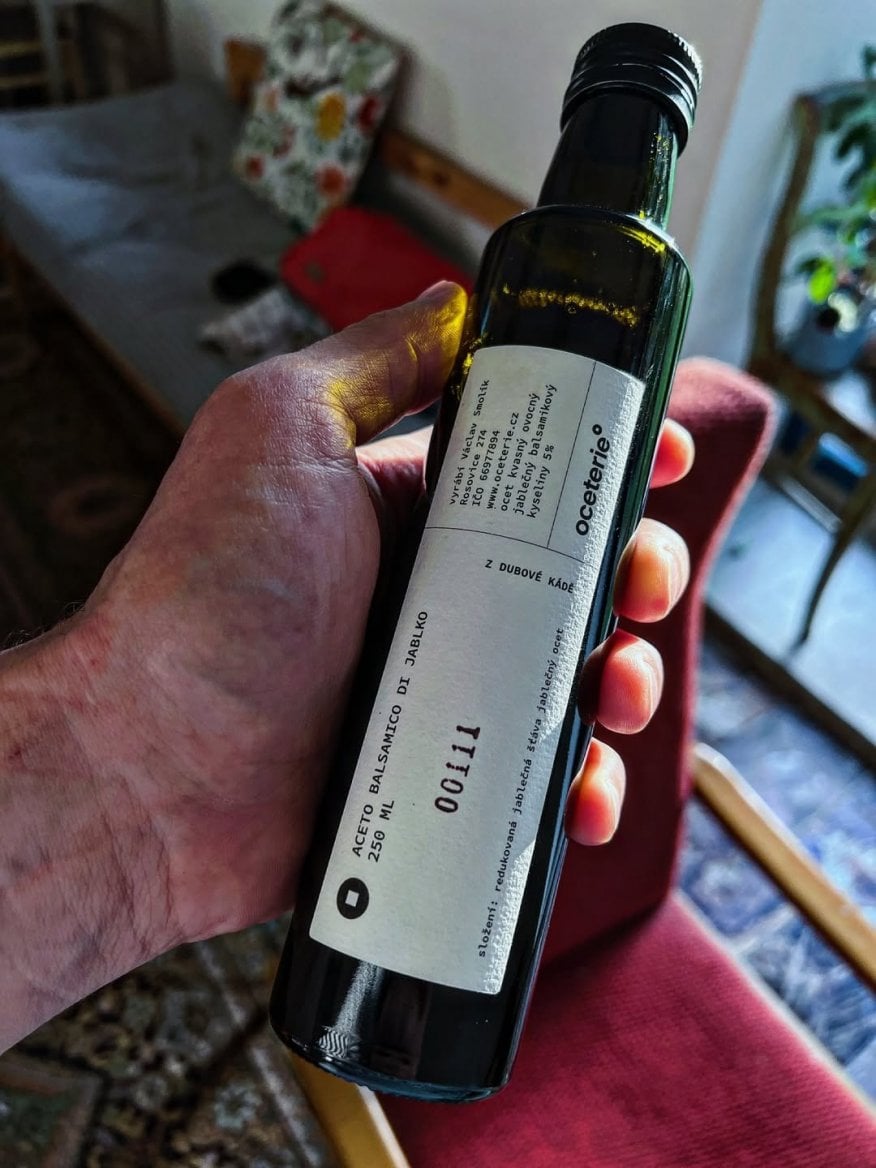 vyrábí Václav Smolík
Rosovice 274
IČO 66977894
www.oceterie.cz
ocet kvasný ovocný
jablečný balsamikový
kyseliny 5%
oceterie°
Z DUBOVÉ KÁDĚ
ACETO BALSAMICO DI JABLKO
250 ML
00111
složení: redukovaná jablečná šťáva jablečný ocet